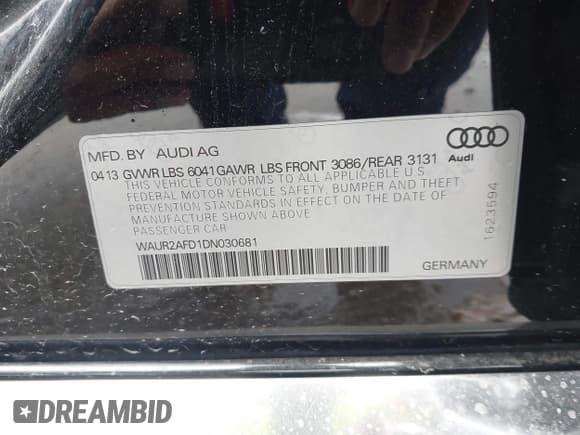 MFD. BY AUDI AG
0413 GVWR LBS 6041 GAWR LBS FRONT 3086/REAR 3131
THIS VEHICLE CONFORMS TO ALL APPLICABLE U.S
FEDERAL MOTOR VEHICLE SAFETY, BUMPER AND THEFT
PREVENTION STANDARDS IN EFFECT ON THE DATE OF
MANUFACTURE SHOWN ABOVE
PASSENGER CAR
WAUR2AFD1DN030681
GERMANY
Audi
1623594
DREAMBID